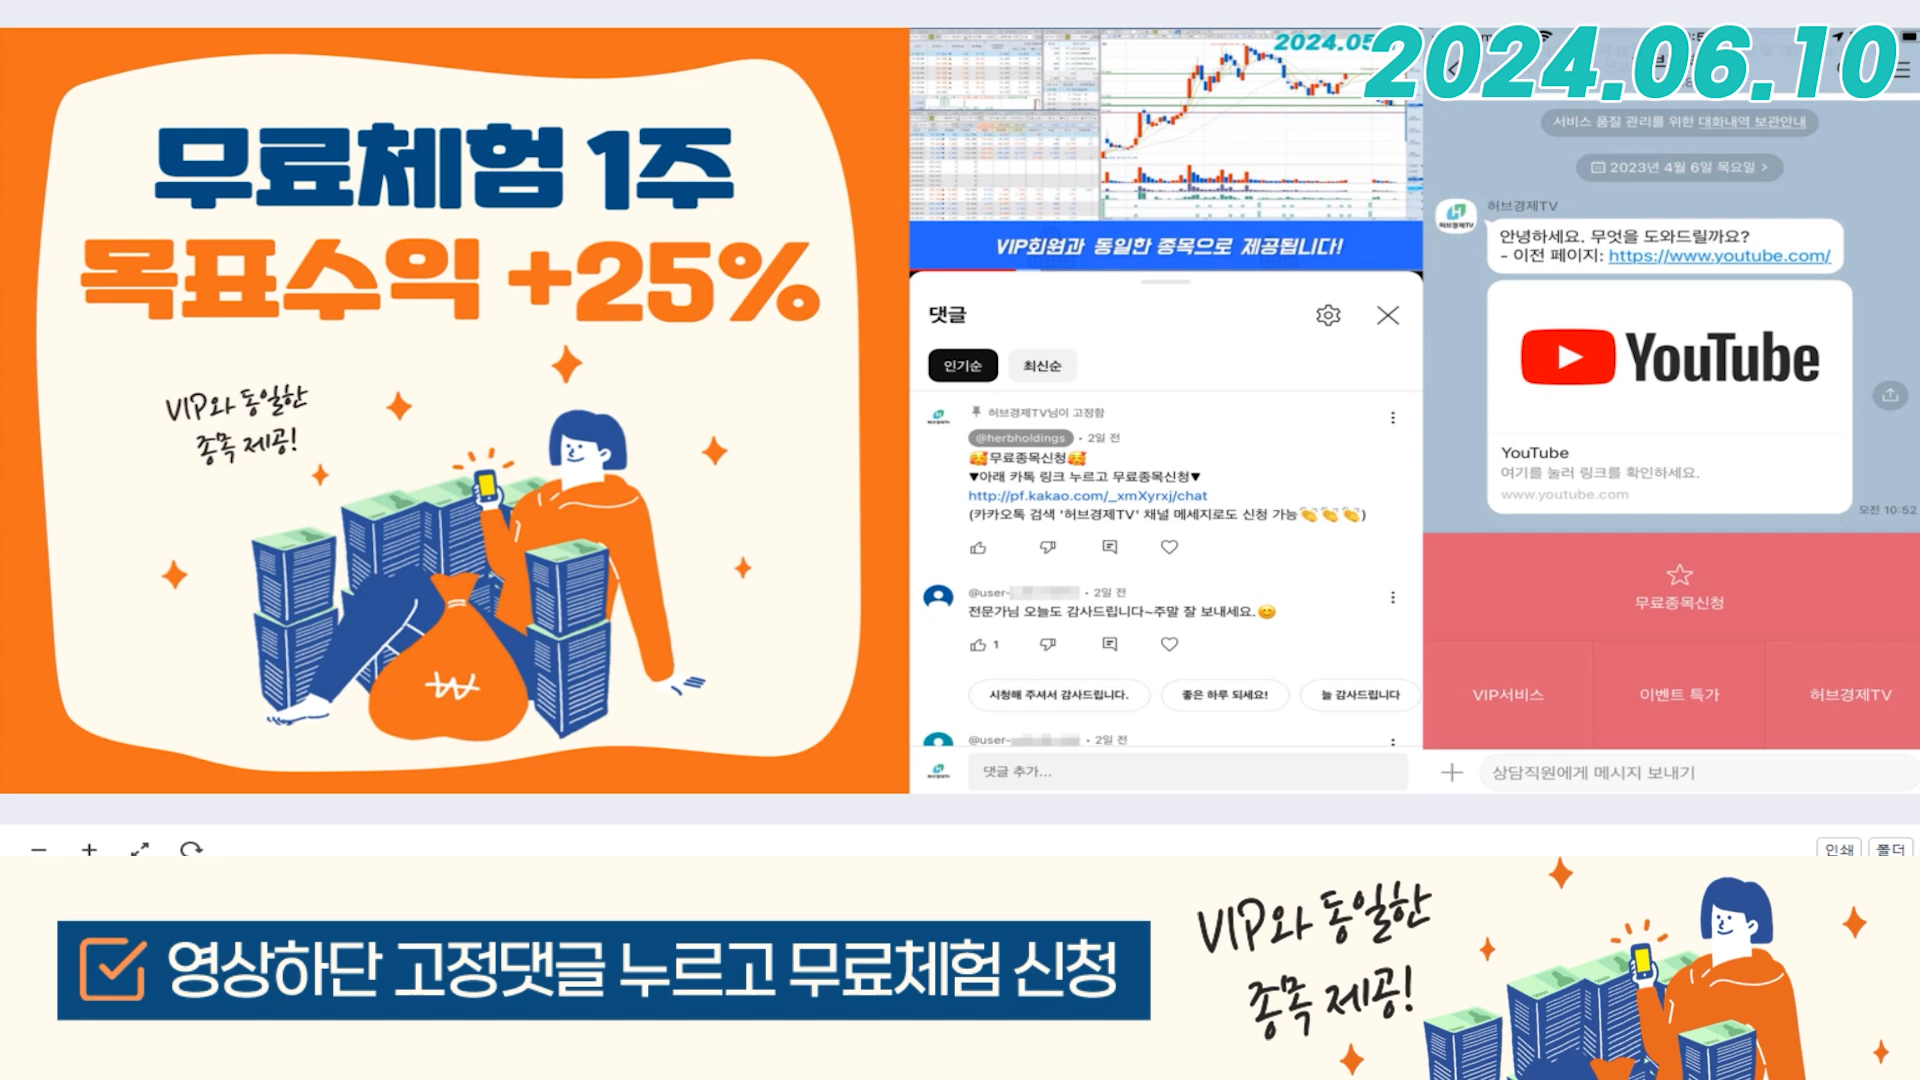 2024.06.10
무료체험 1주
목표수익 +25%
VIP와 동일한
종목 제공!
2024.05
VIP회원과 동일한 종목으로 제공됩니다!
댓글
인기순
최신순
허브경제TV님이 고정함
@herbholdings · 2일 전
🥰무료종목신청🥰
▼아래 카톡 링크 누르고 무료종목신청▼
http://pf.kakao.com/_xmXyrxj/chat
(카카오톡 검색 '허브경제TV' 채널 메세지로도 신청 가능👏👏👏)
@user- · 2일 전
전문가님 오늘도 감사드립니다~주말 잘 보내세요.😊
1
시청해 주셔서 감사드립니다.
좋은 하루 되세요!
늘 감사드립니다
@user- · 2일 전
댓글 추가...
서비스 품질 관리를 위한 대화내역 보관안내
2023년 4월 6일 목요일 >
허브경제TV
허브경제TV
안녕하세요. 무엇을 도와드릴까요?
- 이전 페이지: https://www.youtube.com/
YouTube
YouTube
여기를 눌러 링크를 확인하세요.
www.youtube.com
오전 10:52
무료종목신청
VIP서비스
이벤트 특가
허브경제TV
상담직원에게 메시지 보내기
인쇄
폴더
영상하단 고정댓글 누르고 무료체험 신청
VIP와 동일한
종목 제공!